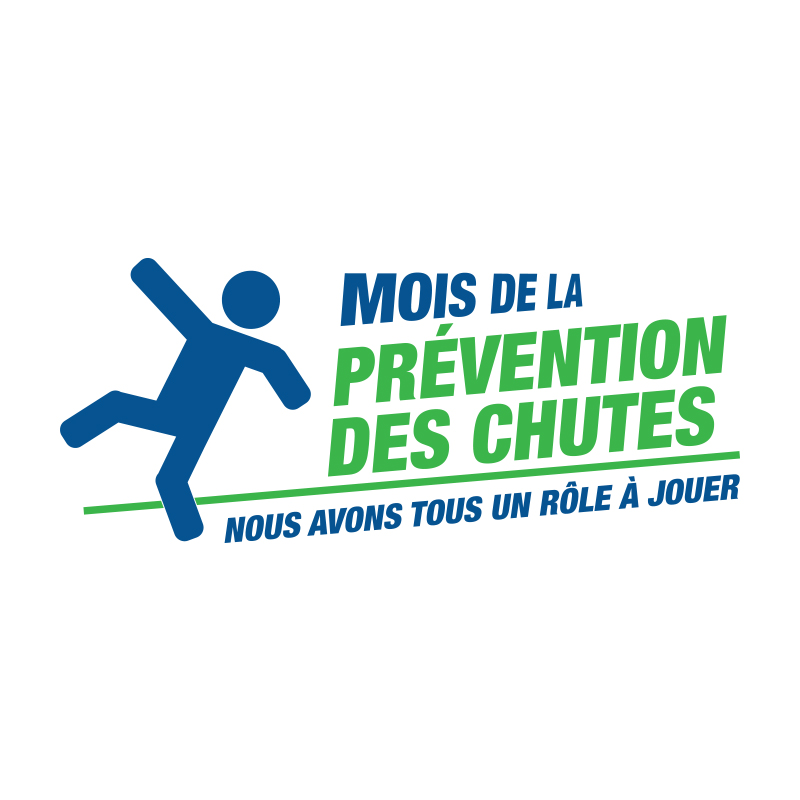 MOIS DE LA
PRÉVENTION
DES CHUTES
NOUS AVONS TOUS UN RÔLE À JOUER